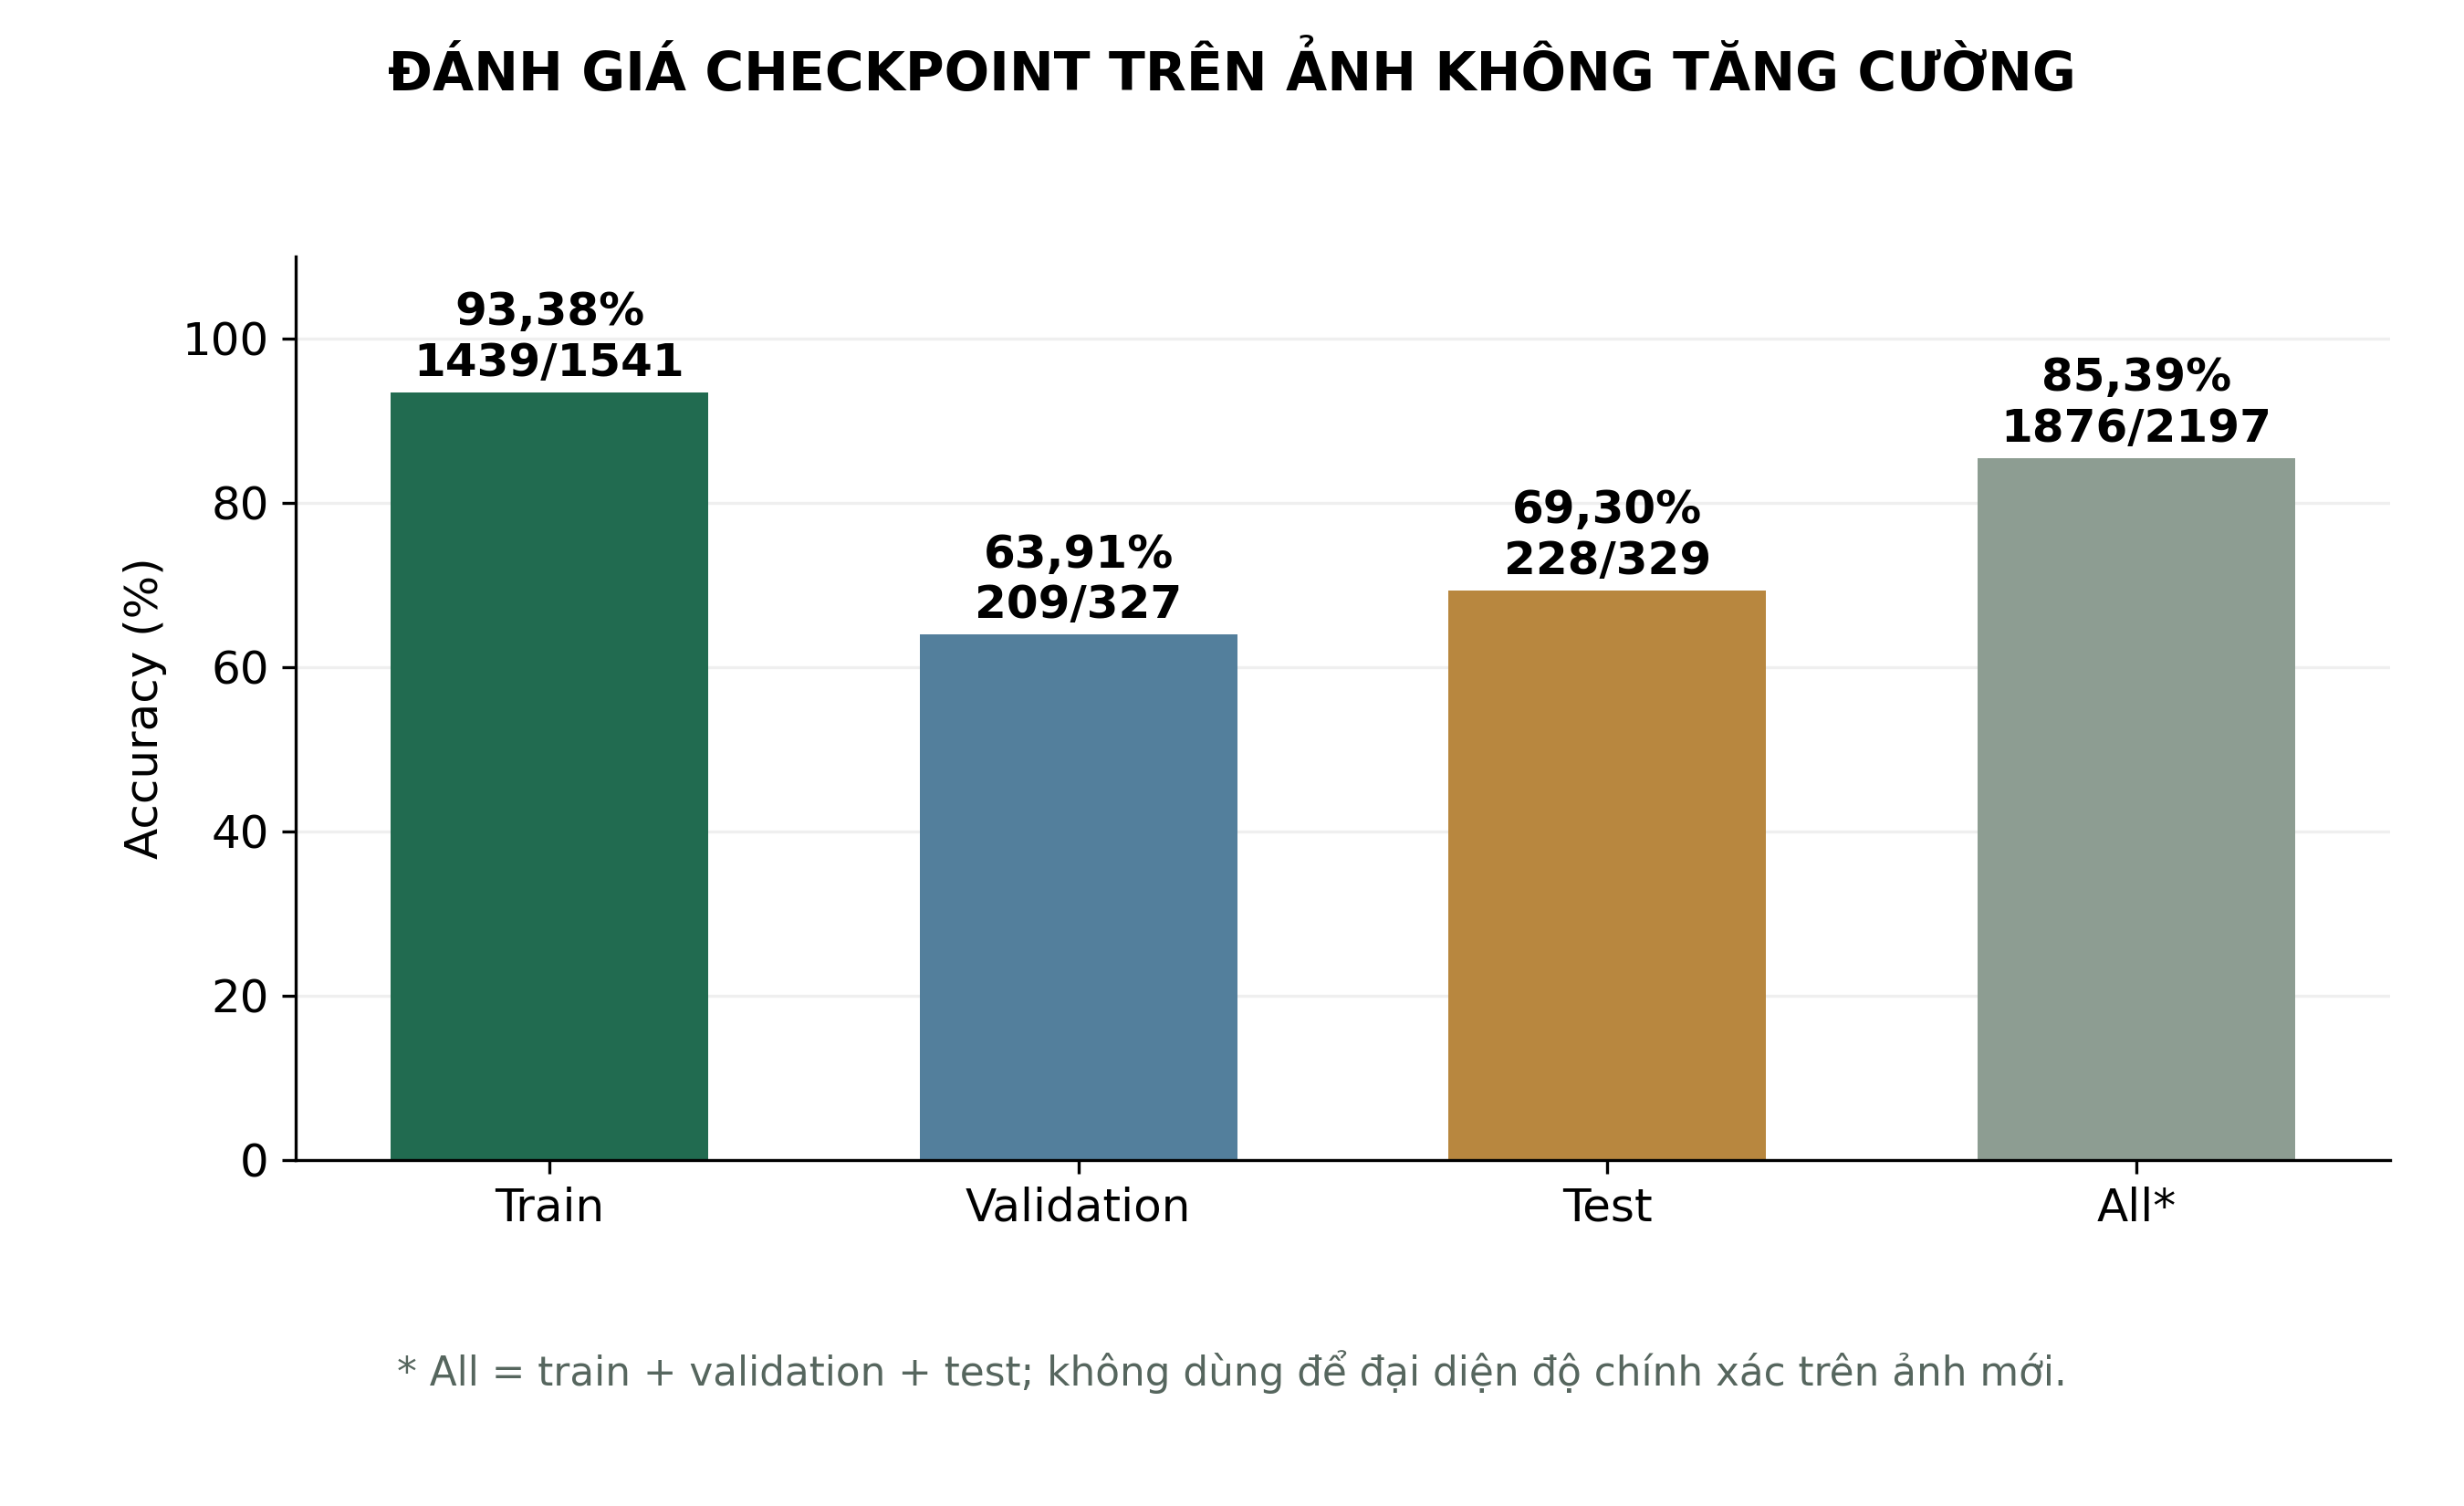 ĐÁNH GIÁ CHECKPOINT TRÊN ẢNH KHÔNG TĂNG CƯỜNG
93,38%
1439/1541
63,91%
209/327
69,30%
228/329
85,39%
1876/2197
Accuracy (%)
100
80
60
40
20
0
Train
Validation
Test
All*
* All = train + validation + test; không dùng để đại diện độ chính xác trên ảnh mới.